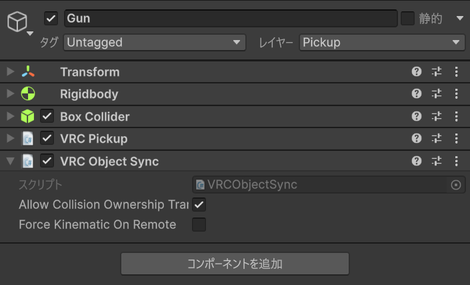 Gun 静的
タグ Untagged レイヤー Pickup
Transform
Rigidbody
Box Collider
VRC Pickup
VRC Object Sync
スクリプト VRCObjectSync
Allow Collision Ownership Tra
Force Kinematic On Remote
コンポーネントを追加